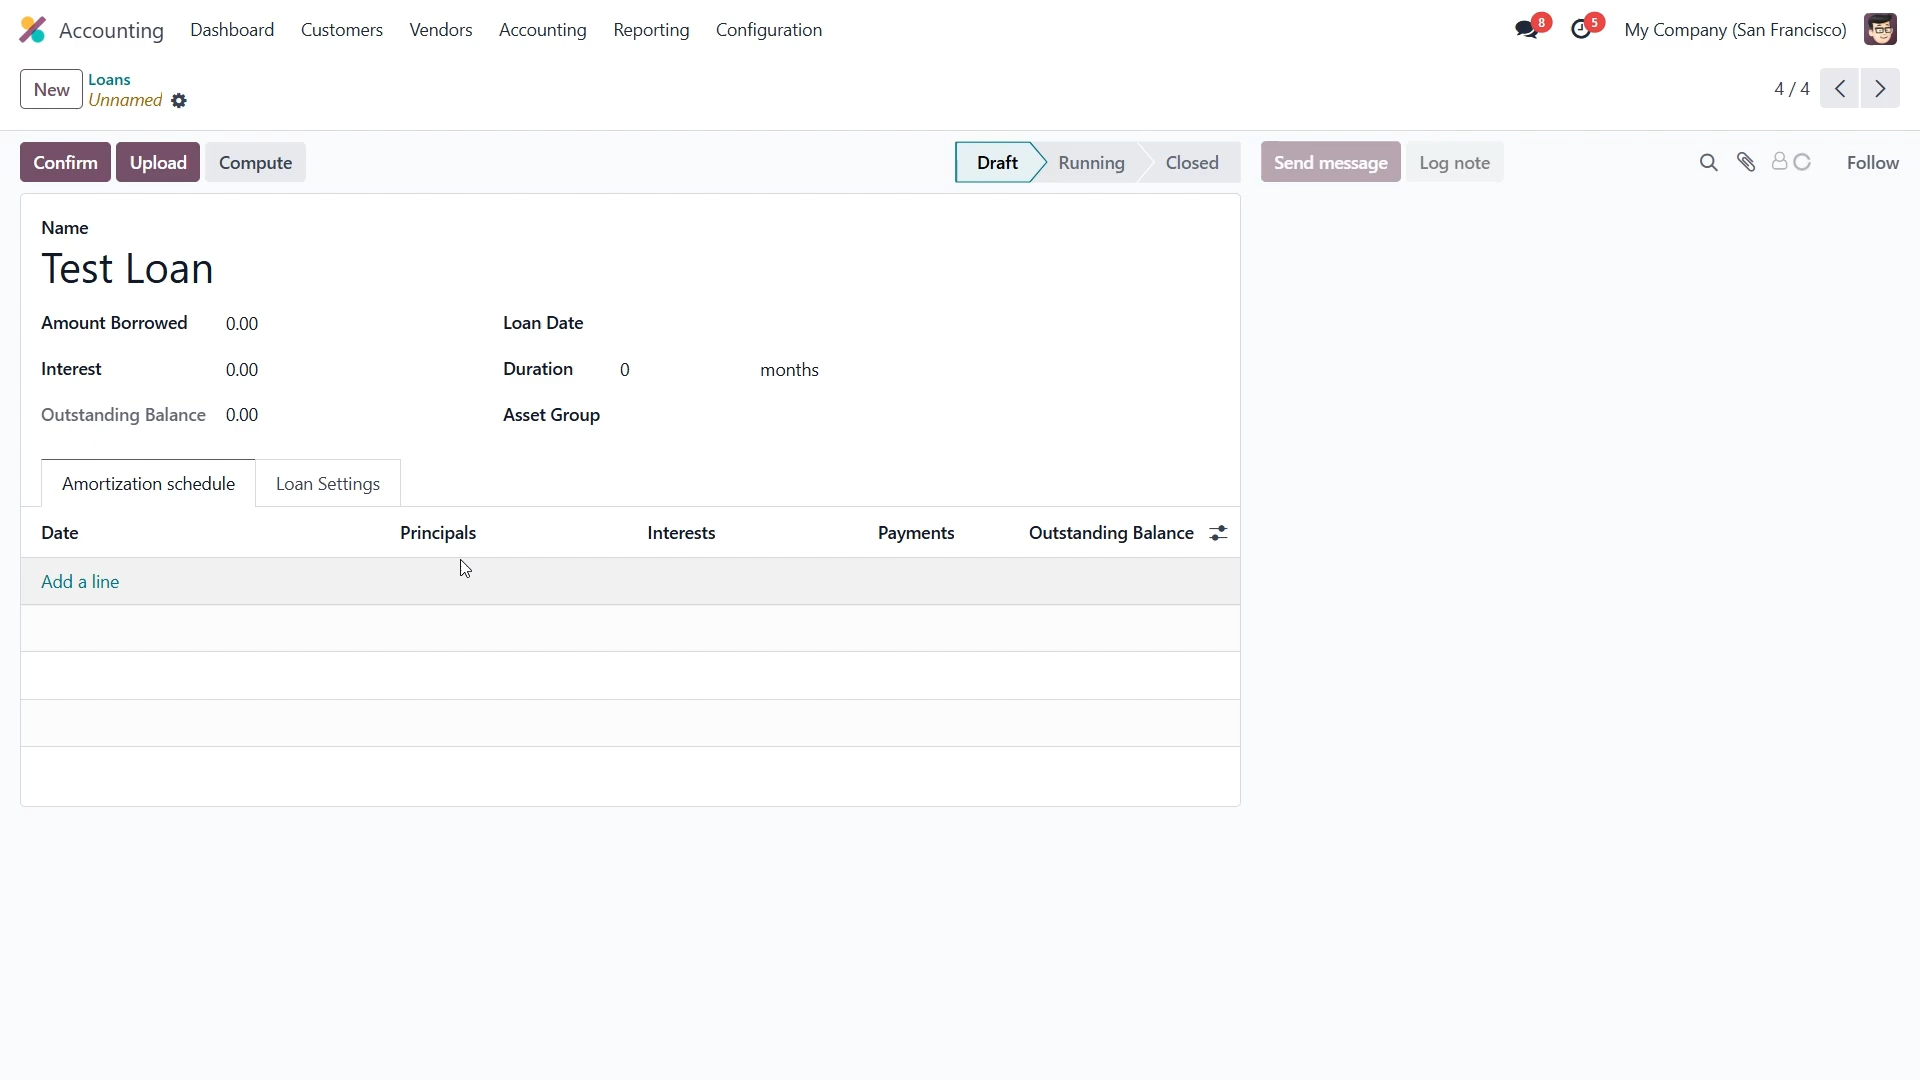 Accounting Dashboard Customers Vendors Accounting Reporting Configuration 8 5 My Company (San Francisco)
New Loans
Unnamed 4 / 4
Confirm Upload Compute Draft Running Closed Send message Log note Follow
Name
Test Loan
Amount Borrowed 0.00 Loan Date
Interest 0.00 Duration 0 months
Outstanding Balance 0.00 Asset Group
Amortization schedule Loan Settings
Date Principals Interests Payments Outstanding Balance
Add a line